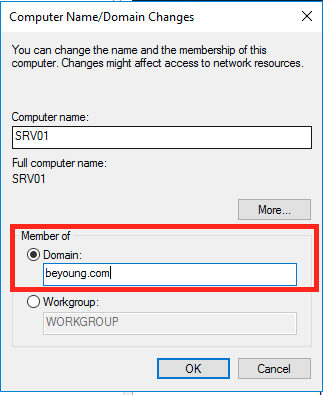 Computer Name/Domain Changes
You can change the name and the membership of this
computer. Changes might affect access to network resources.
Computer name:
SRV01
Full computer name:
SRV01
More...
Member of
Domain:
beyoung.com
Workgroup:
WORKGROUP
OK
Cancel